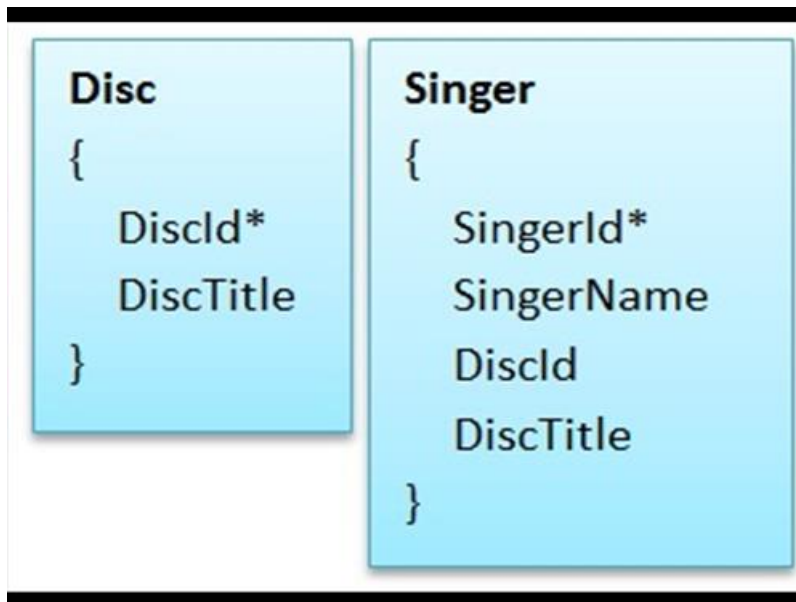 Disc
{
DiscId*
DiscTitle
}
Singer
{
SingerId*
SingerName
DiscId
DiscTitle
}